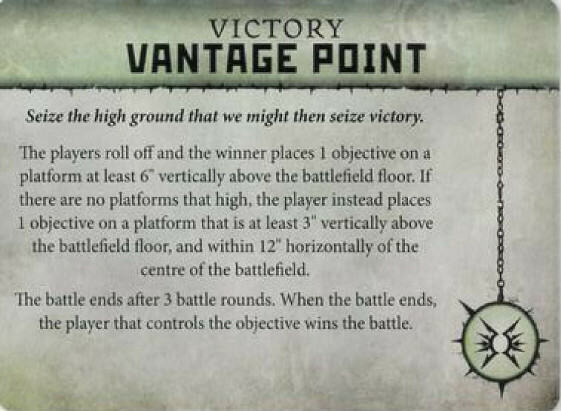 VICTORY
VANTAGE POINT
Seize the high ground that we might then seize victory.
The players roll off and the winner places 1 objective on a
platform at least 6" vertically above the battlefield floor. If
there are no platforms that high, the player instead places
1 objective on a platform that is at least 3" vertically above
the battlefield floor, and within 12" horizontally of the
centre of the battlefield.
The battle ends after 3 battle rounds. When the battle ends,
the player that controls the objective wins the battle.